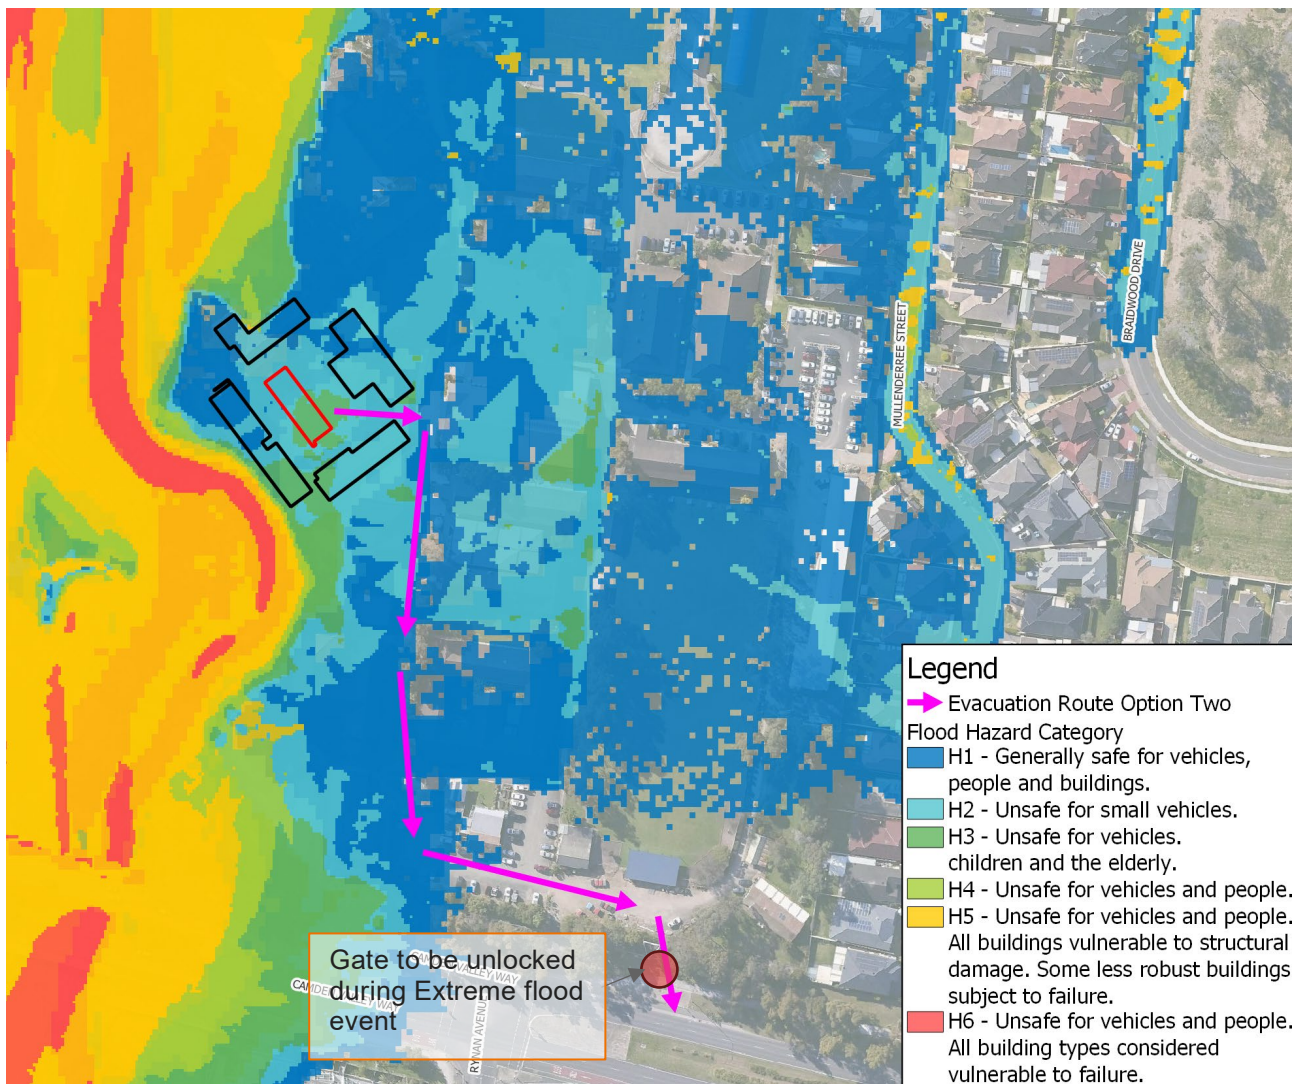 BRAIDWOOD DRIVE
MULLENDERREE STREET
Legend
Evacuation Route Option Two
Flood Hazard Category
H1 - Generally safe for vehicles,
people and buildings.
H2 - Unsafe for small vehicles.
H3 - Unsafe for vehicles.
children and the elderly.
H4 - Unsafe for vehicles and people.
H5 - Unsafe for vehicles and people.
All buildings vulnerable to structural
damage. Some less robust buildings
subject to failure.
H6 - Unsafe for vehicles and people.
All building types considered
vulnerable to failure.
Gate to be unlocked
during Extreme flood
event
VALLEY WAY
RYNAN AVENUE